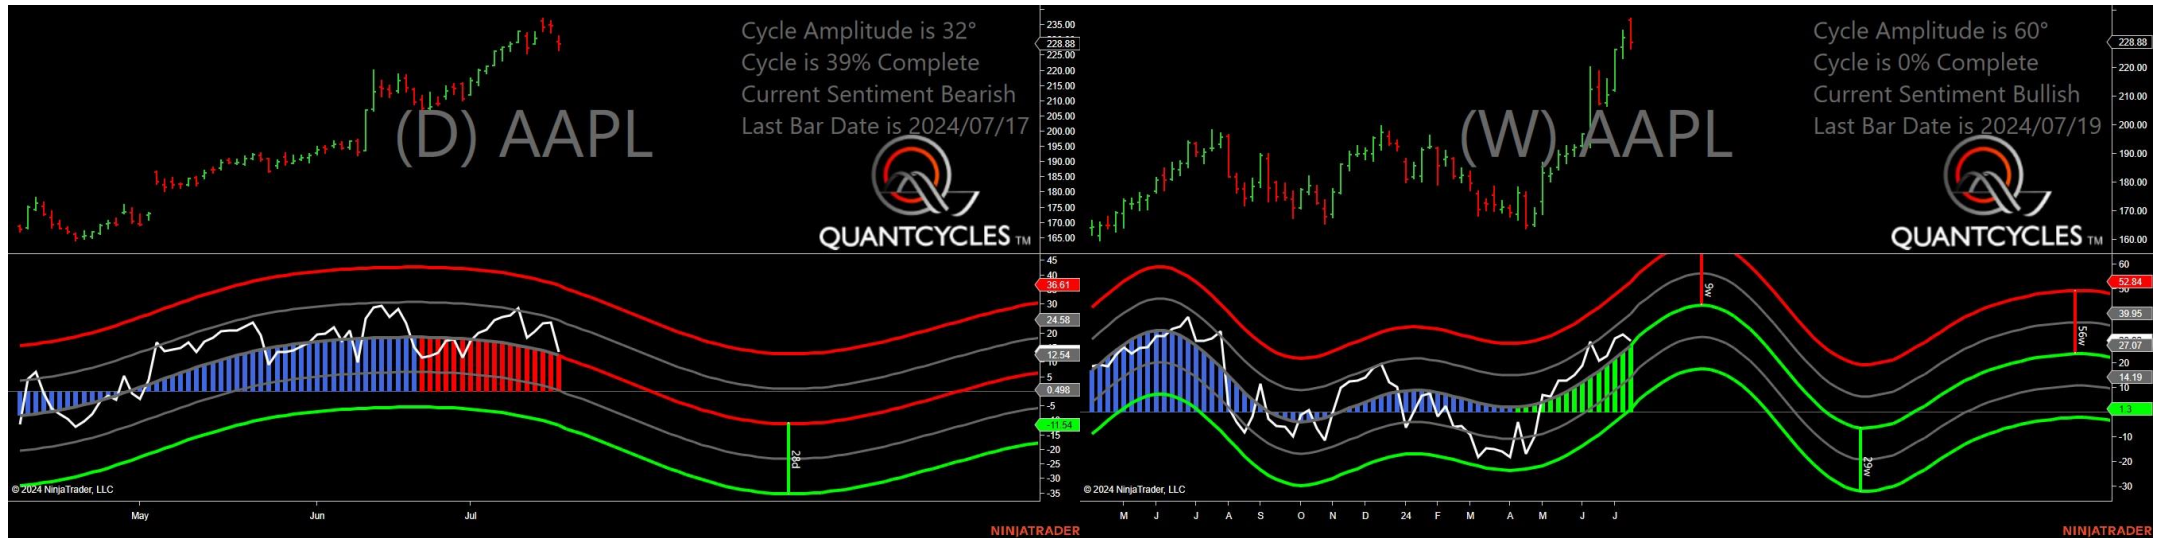 Cycle Amplitude is 32°
Cycle is 39% Complete
Current Sentiment Bearish
Last Bar Date is 2024/07/17
(D) AAPL
QUANTCYCLES TM
235.00
228.88
225.00
220.00
215.00
210.00
205.00
200.00
195.00
190.00
185.00
180.00
175.00
170.00
165.00
45
40
36.61
30
24.58
20
12.54
5
0.498
-5
-11.54
-15
-20
-25
-30
-35
28d
© 2024 NinjaTrader, LLC
May Jun Jul
NINJATRADER
Cycle Amplitude is 60°
Cycle is 0% Complete
Current Sentiment Bullish
Last Bar Date is 2024/07/19
(W) AAPL
QUANTCYCLES TM
228.88
220.00
210.00
200.00
190.00
180.00
170.00
160.00
60
52.84
39.95
27.07
20
14.19
10
1.3
-10
-20
-30
9w
29w
56w
© 2024 NinjaTrader, LLC
M J J A S O N D 24 F M A M J J
NINJATRADER